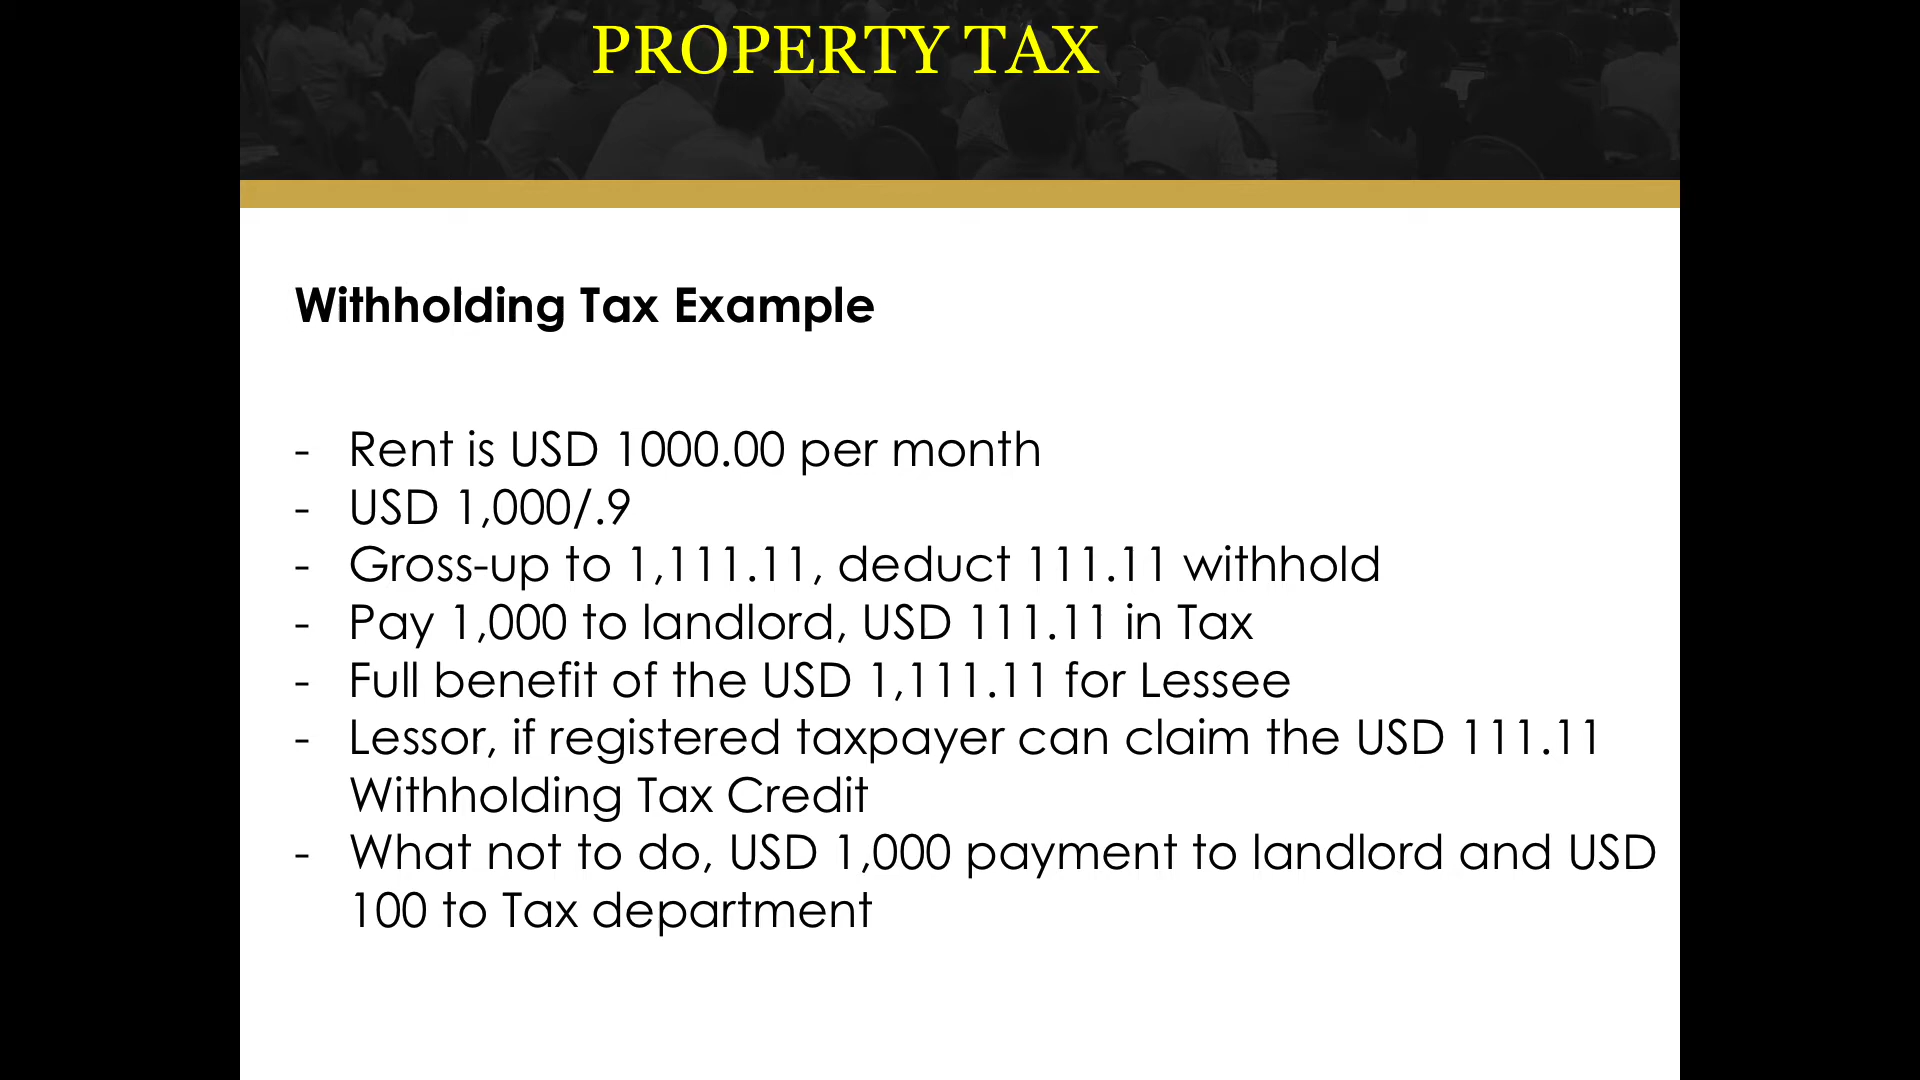 PROPERTY TAX
Withholding Tax Example
- Rent is USD 1000.00 per month
- USD 1,000/.9
- Gross-up to 1,111.11, deduct 111.11 withhold
- Pay 1,000 to landlord, USD 111.11 in Tax
- Full benefit of the USD 1,111.11 for Lessee
- Lessor, if registered taxpayer can claim the USD 111.11
Withholding Tax Credit
- What not to do, USD 1,000 payment to landlord and USD
100 to Tax department